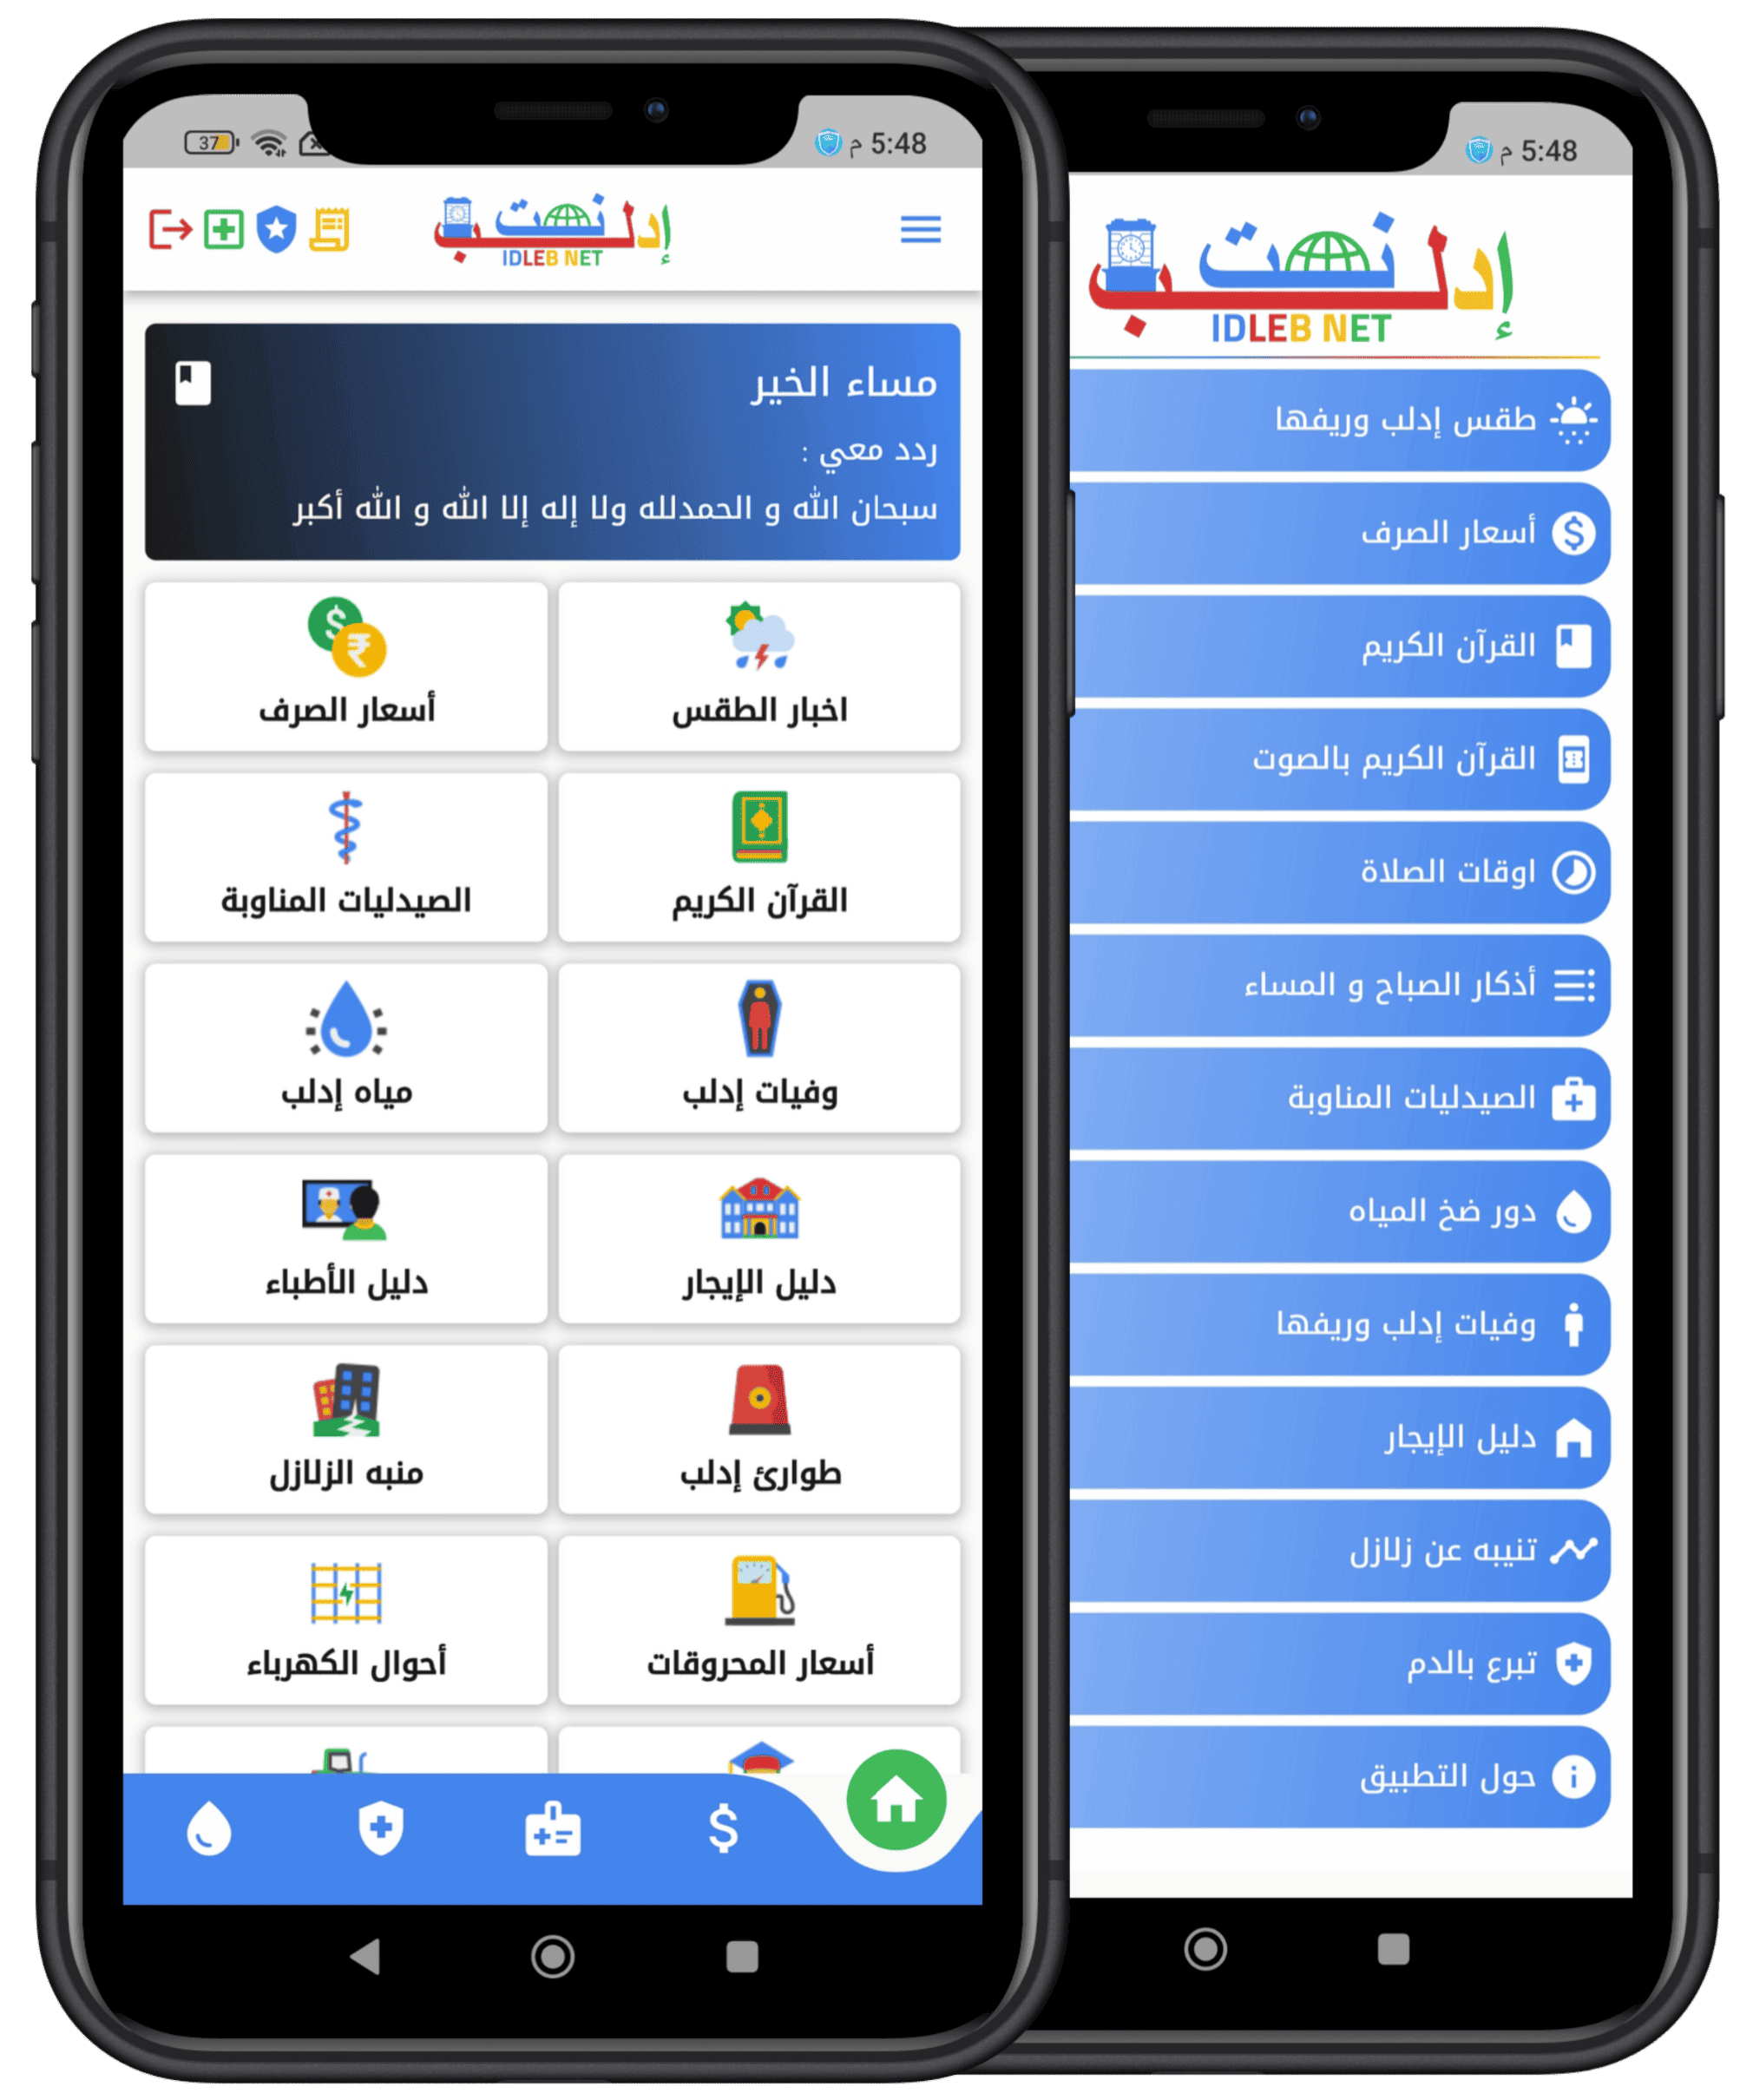 37
5:48 م
إدلب نت
IDLEB NET
مساء الخير
ردد معي :
سبحان الله و الحمدلله ولا إله إلا الله و الله أكبر
اخبار الطقس
أسعار الصرف
القرآن الكريم
الصيدليات المناوبة
وفيات إدلب
مياه إدلب
دليل الإيجار
دليل الأطباء
طوارئ إدلب
منبه الزلازل
أسعار المحروقات
أحوال الكهرباء
5:48 م
إدلب نت
IDLEB NET
طقس إدلب وريفها
أسعار الصرف
القرآن الكريم
القرآن الكريم بالصوت
اوقات الصلاة
أذكار الصباح و المساء
الصيدليات المناوبة
دور ضخ المياه
وفيات إدلب وريفها
دليل الإيجار
تنيبه عن زلازل
تبرع بالدم
حول التطبيق